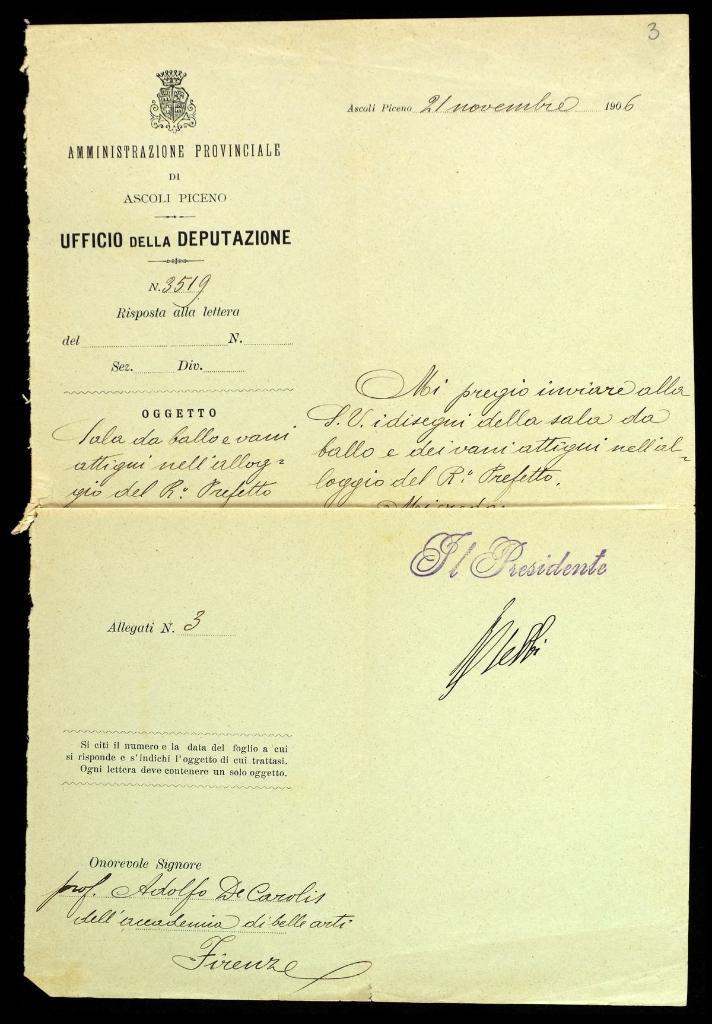 3
Ascoli Piceno 21 novembre 1906
AMMINISTRAZIONE PROVINCIALE
DI
ASCOLI PICENO
UFFICIO DELLA DEPUTAZIONE
N. 3519
Risposta alla lettera
del N.
Sez. Div.
OGGETTO
Sala da ballo e vani
attigui nell'allog=
gio del R.º Prefetto
Mi pregio inviare alla
S. V. i disegni della sala da
ballo e dei vani attigui nell'al=
loggio del R.º Prefetto.
Mi creda
Il Presidente
Allegati N. 3
Si citi il numero e la data del foglio a cui
si risponde e s'indichi l'oggetto di cui trattasi.
Ogni lettera deve contenere un solo oggetto.
Onorevole Signore
prof. Adolfo De Carolis
dell'accademia di belle arti
Firenze